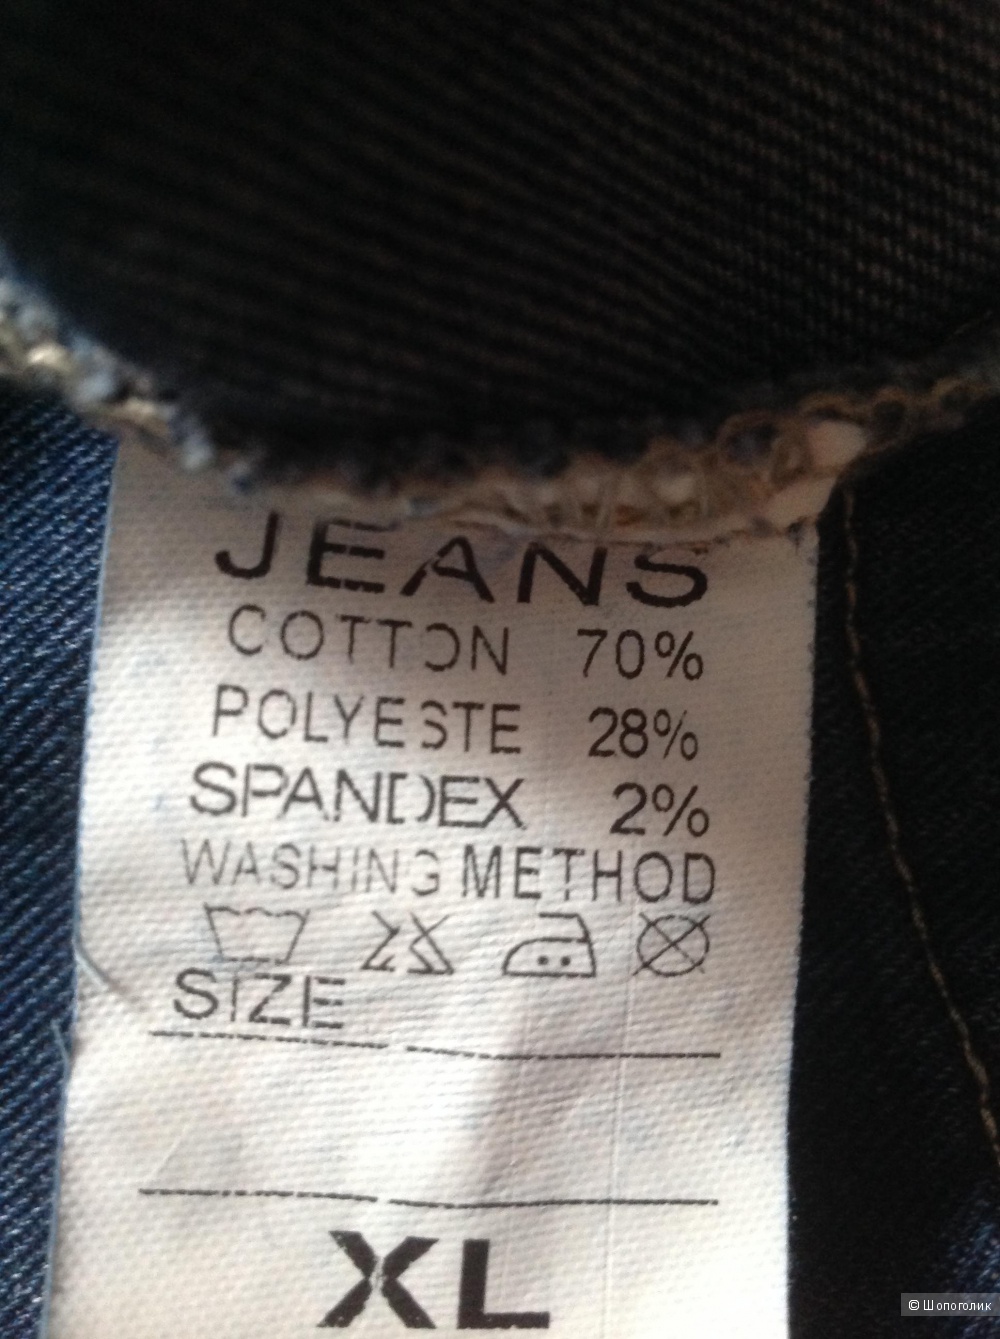 JEANS
COTTON 70%
POLYESTE 28%
SPANDEX 2%
WASHING METHOD
SIZE
XL
© Шопоголик